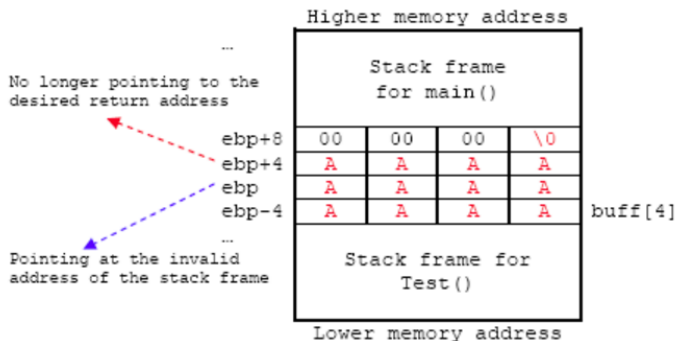 Higher memory address
…
Stack frame
for main()
No longer pointing to the
desired return address
ebp+8 00 00 00 \0
ebp+4 A A A A
ebp A A A A
ebp-4 A A A A buff[4]
…
Pointing at the invalid
address of the stack frame
Stack frame for
Test()
Lower memory address